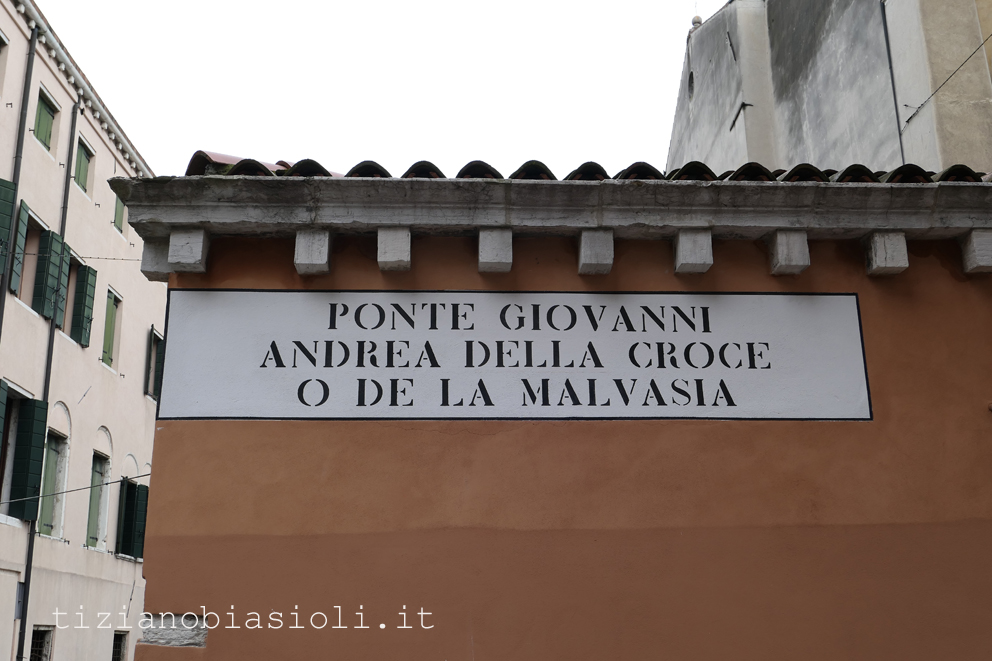 PONTE GIOVANNI
ANDREA DELLA CROCE
O DE LA MALVASIA
tizianobiasioli.it